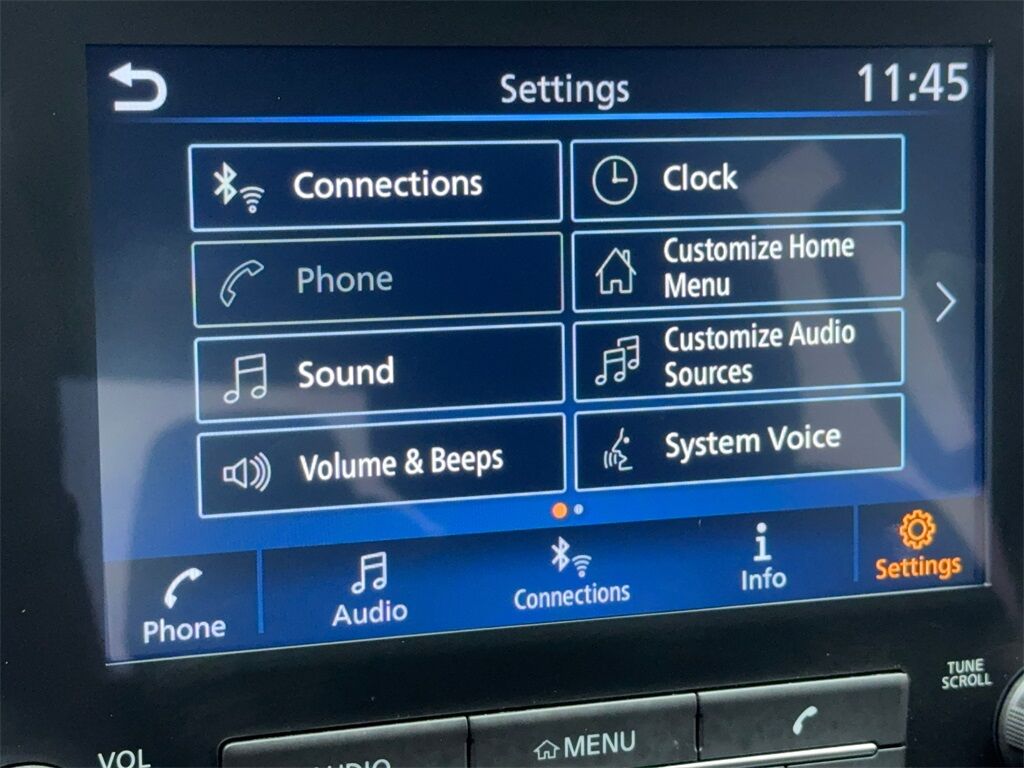 Settings
11:45
Connections
Clock
Phone
Customize Home
Menu
Sound
Customize Audio
Sources
Volume & Beeps
System Voice
Phone
Audio
Connections
Info
Settings
TUNE
SCROLL
VOL
AUDIO
MENU